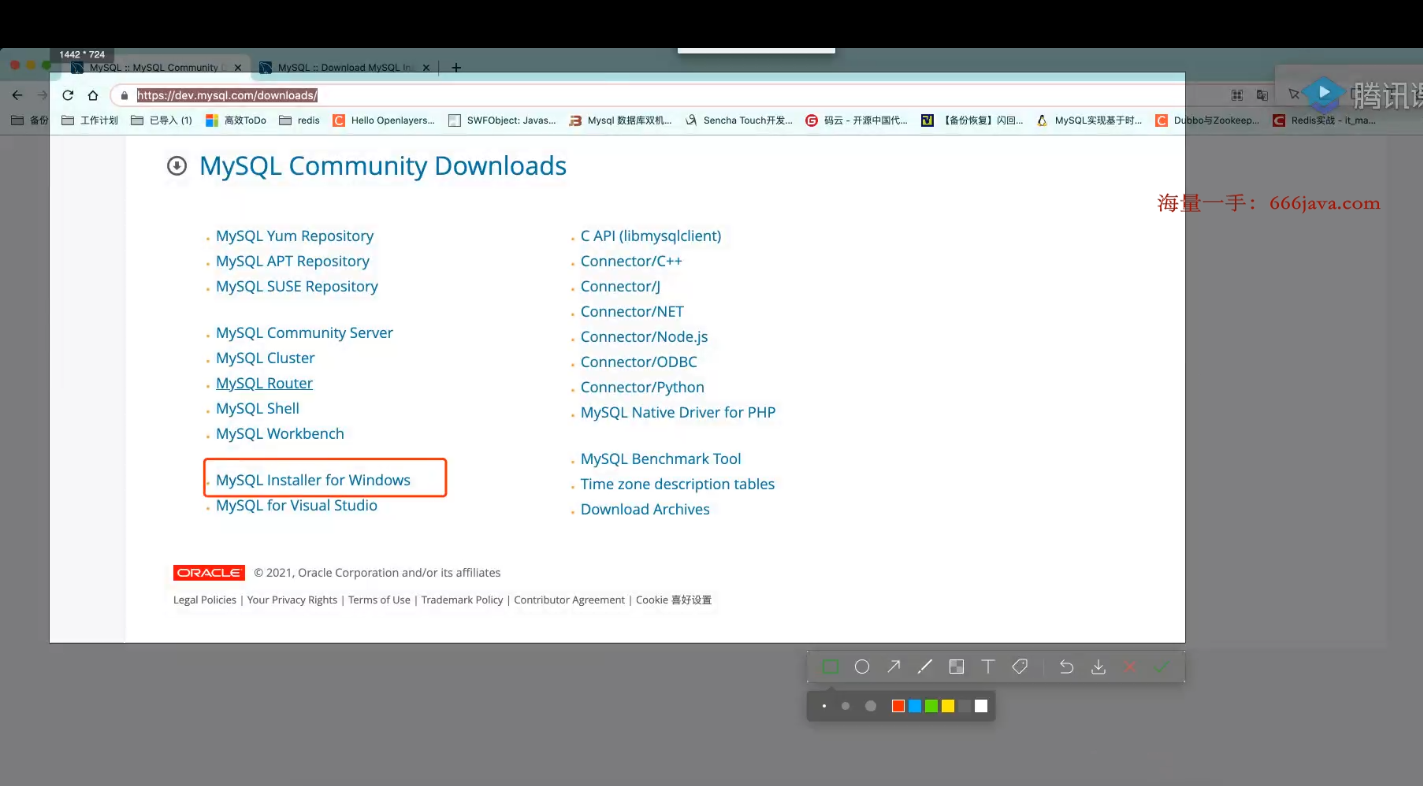 1442 * 724
MySQL :: MySQL Community
MySQL :: Download MySQL Ins
https://dev.mysql.com/downloads/
腾讯课
备份 工作计划 已导入 (1) 高效ToDo redis Hello Openlayers... SWFObject: Javas... Mysql 数据库双机... Sencha Touch开发... 码云 - 开源中国代... 【备份恢复】闪回... MySQL实现基于时... Dubbo与Zookeep... Redis实战 - it_ma...
MySQL Community Downloads
海量一手：666java.com
MySQL Yum Repository
MySQL APT Repository
MySQL SUSE Repository
MySQL Community Server
MySQL Cluster
MySQL Router
MySQL Shell
MySQL Workbench
MySQL Installer for Windows
MySQL for Visual Studio
C API (libmysqlclient)
Connector/C++
Connector/J
Connector/NET
Connector/Node.js
Connector/ODBC
Connector/Python
MySQL Native Driver for PHP
MySQL Benchmark Tool
Time zone description tables
Download Archives
ORACLE © 2021, Oracle Corporation and/or its affiliates
Legal Policies | Your Privacy Rights | Terms of Use | Trademark Policy | Contributor Agreement | Cookie 喜好设置